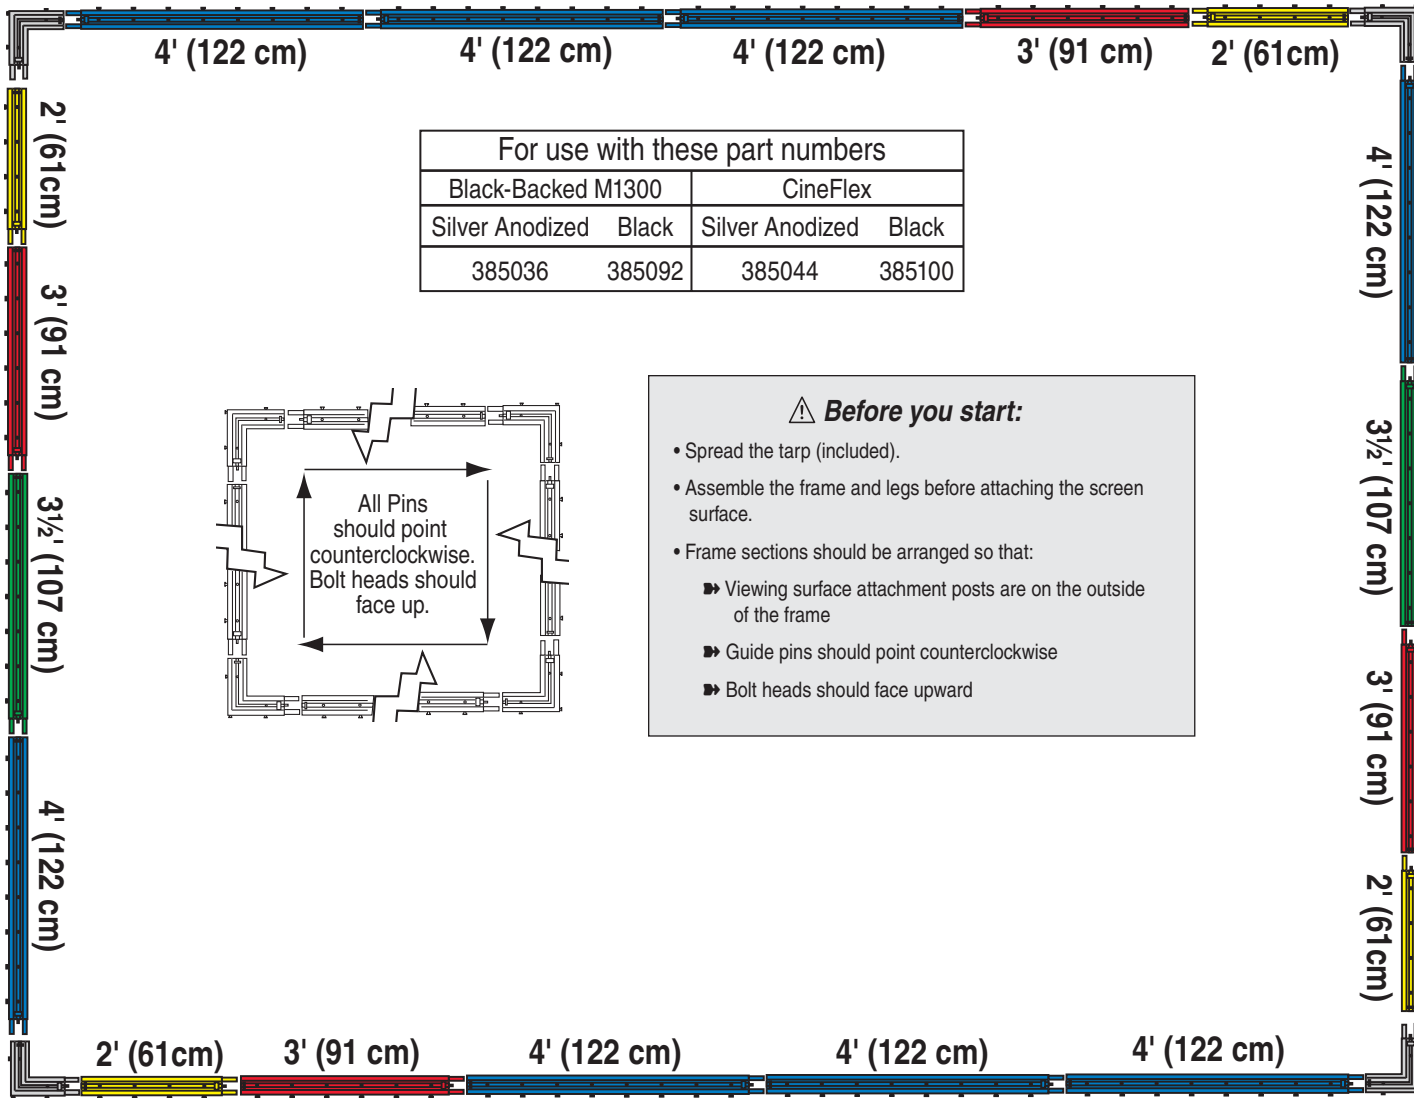 4' (122 cm) 4' (122 cm) 4' (122 cm) 3' (91 cm) 2' (61cm)
2' (61cm)
3' (91 cm)
3½' (107 cm)
4' (122 cm)
For use with these part numbers
Black-Backed M1300 CineFlex
Silver Anodized Black Silver Anodized Black
385036 385092 385044 385100
All Pins
should point
counterclockwise.
Bolt heads should
face up.
⚠ Before you start:
• Spread the tarp (included).
• Assemble the frame and legs before attaching the screen
surface.
• Frame sections should be arranged so that:
➽ Viewing surface attachment posts are on the outside
of the frame
➽ Guide pins should point counterclockwise
➽ Bolt heads should face upward
4' (122 cm)
3½' (107 cm)
3' (91 cm)
2' (61cm)
2' (61cm) 3' (91 cm) 4' (122 cm) 4' (122 cm) 4' (122 cm)